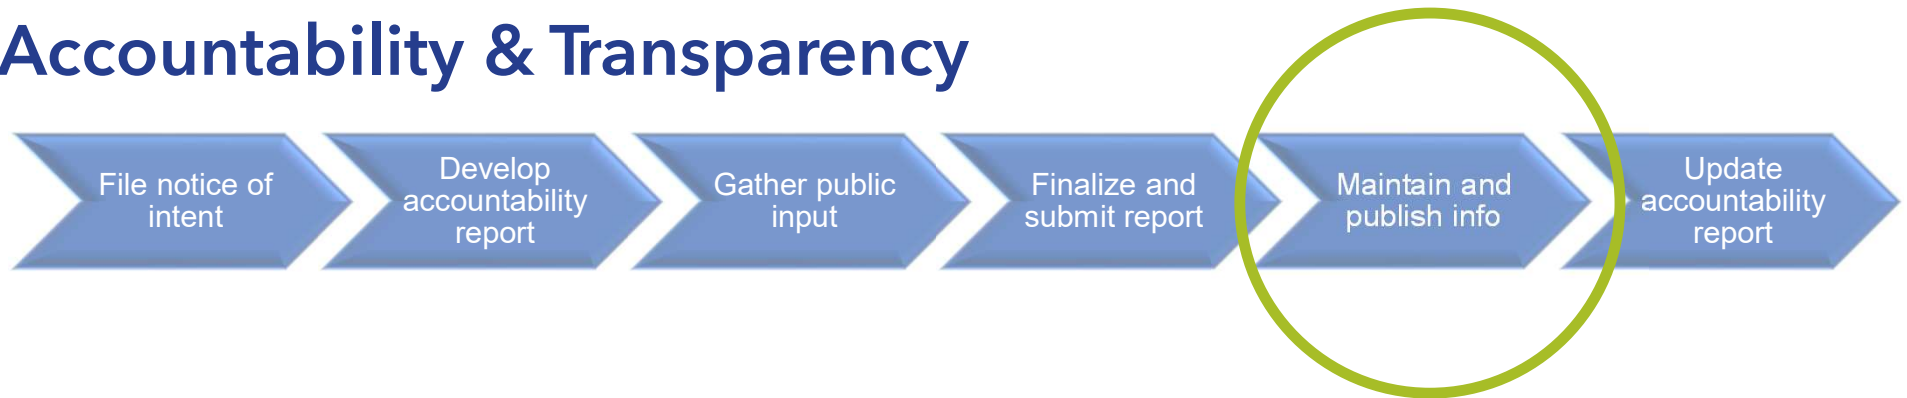 Accountability & Transparency
File notice of
intent
Develop
accountability
report
Gather public
input
Finalize and
submit report
Maintain and
publish info
Update
accountability
report